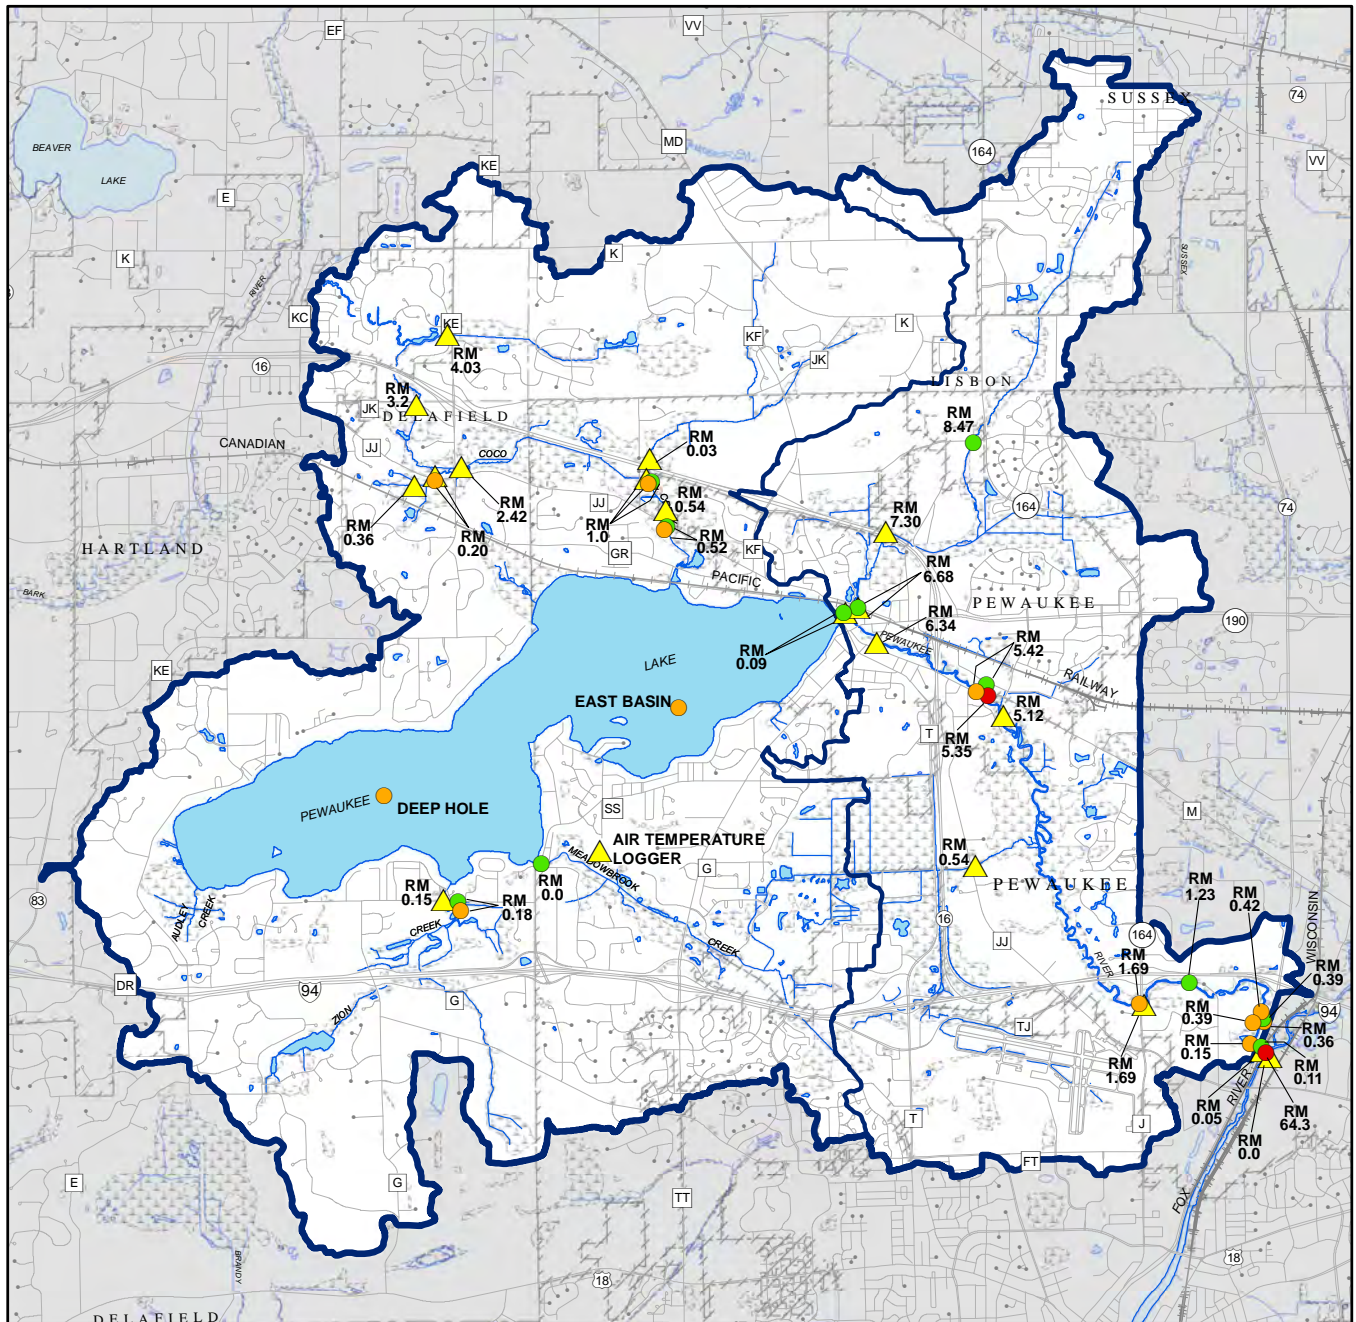 EF
VV
SUSSEX
74
BEAVER
LAKE
MD
164
VV
KE
E
K
K
SUSSEX
RIVER
KC
KE
KF
K
RM
4.03
JK
16
LISBON
RM
3.2
JK
DELAFIELD
RM
8.47
CANADIAN
JJ
COCO
RM
0.03
RM
0.36
RM
2.42
RM
0.20
JJ
RM
1.0
RM
0.54
RM
0.52
GR
KF
RM
7.30
164
74
HARTLAND
BARK
PACIFIC
RM
6.68
PEWAUKEE
190
RM
6.34
PEWAUKEE
RM
0.09
RM
5.42
RAILWAY
KE
LAKE
EAST BASIN
RM
5.12
T
RM
5.35
PEWAUKEE
DEEP HOLE
SS
M
AIR TEMPERATURE
LOGGER
MEADOWBROOK
CREEK
G
RM
0.54
PEWAUKEE
RM
0.0
RM
0.15
RM
0.18
CREEK
83
AUDLEY
CREEK
RM
1.23
RM
0.42
16
JJ
164
WISCONSIN
RIVER
RM
1.69
RM
0.39
DR
94
G
ZION
RM
0.39
94
TJ
RM
0.36
RM
0.15
RM
1.69
RM
0.11
RIVER
RM
0.05
RM
64.3
T
J
RM
0.0
FT
E
G
TT
FOX
BRANDY
18
18
DELAFIELD